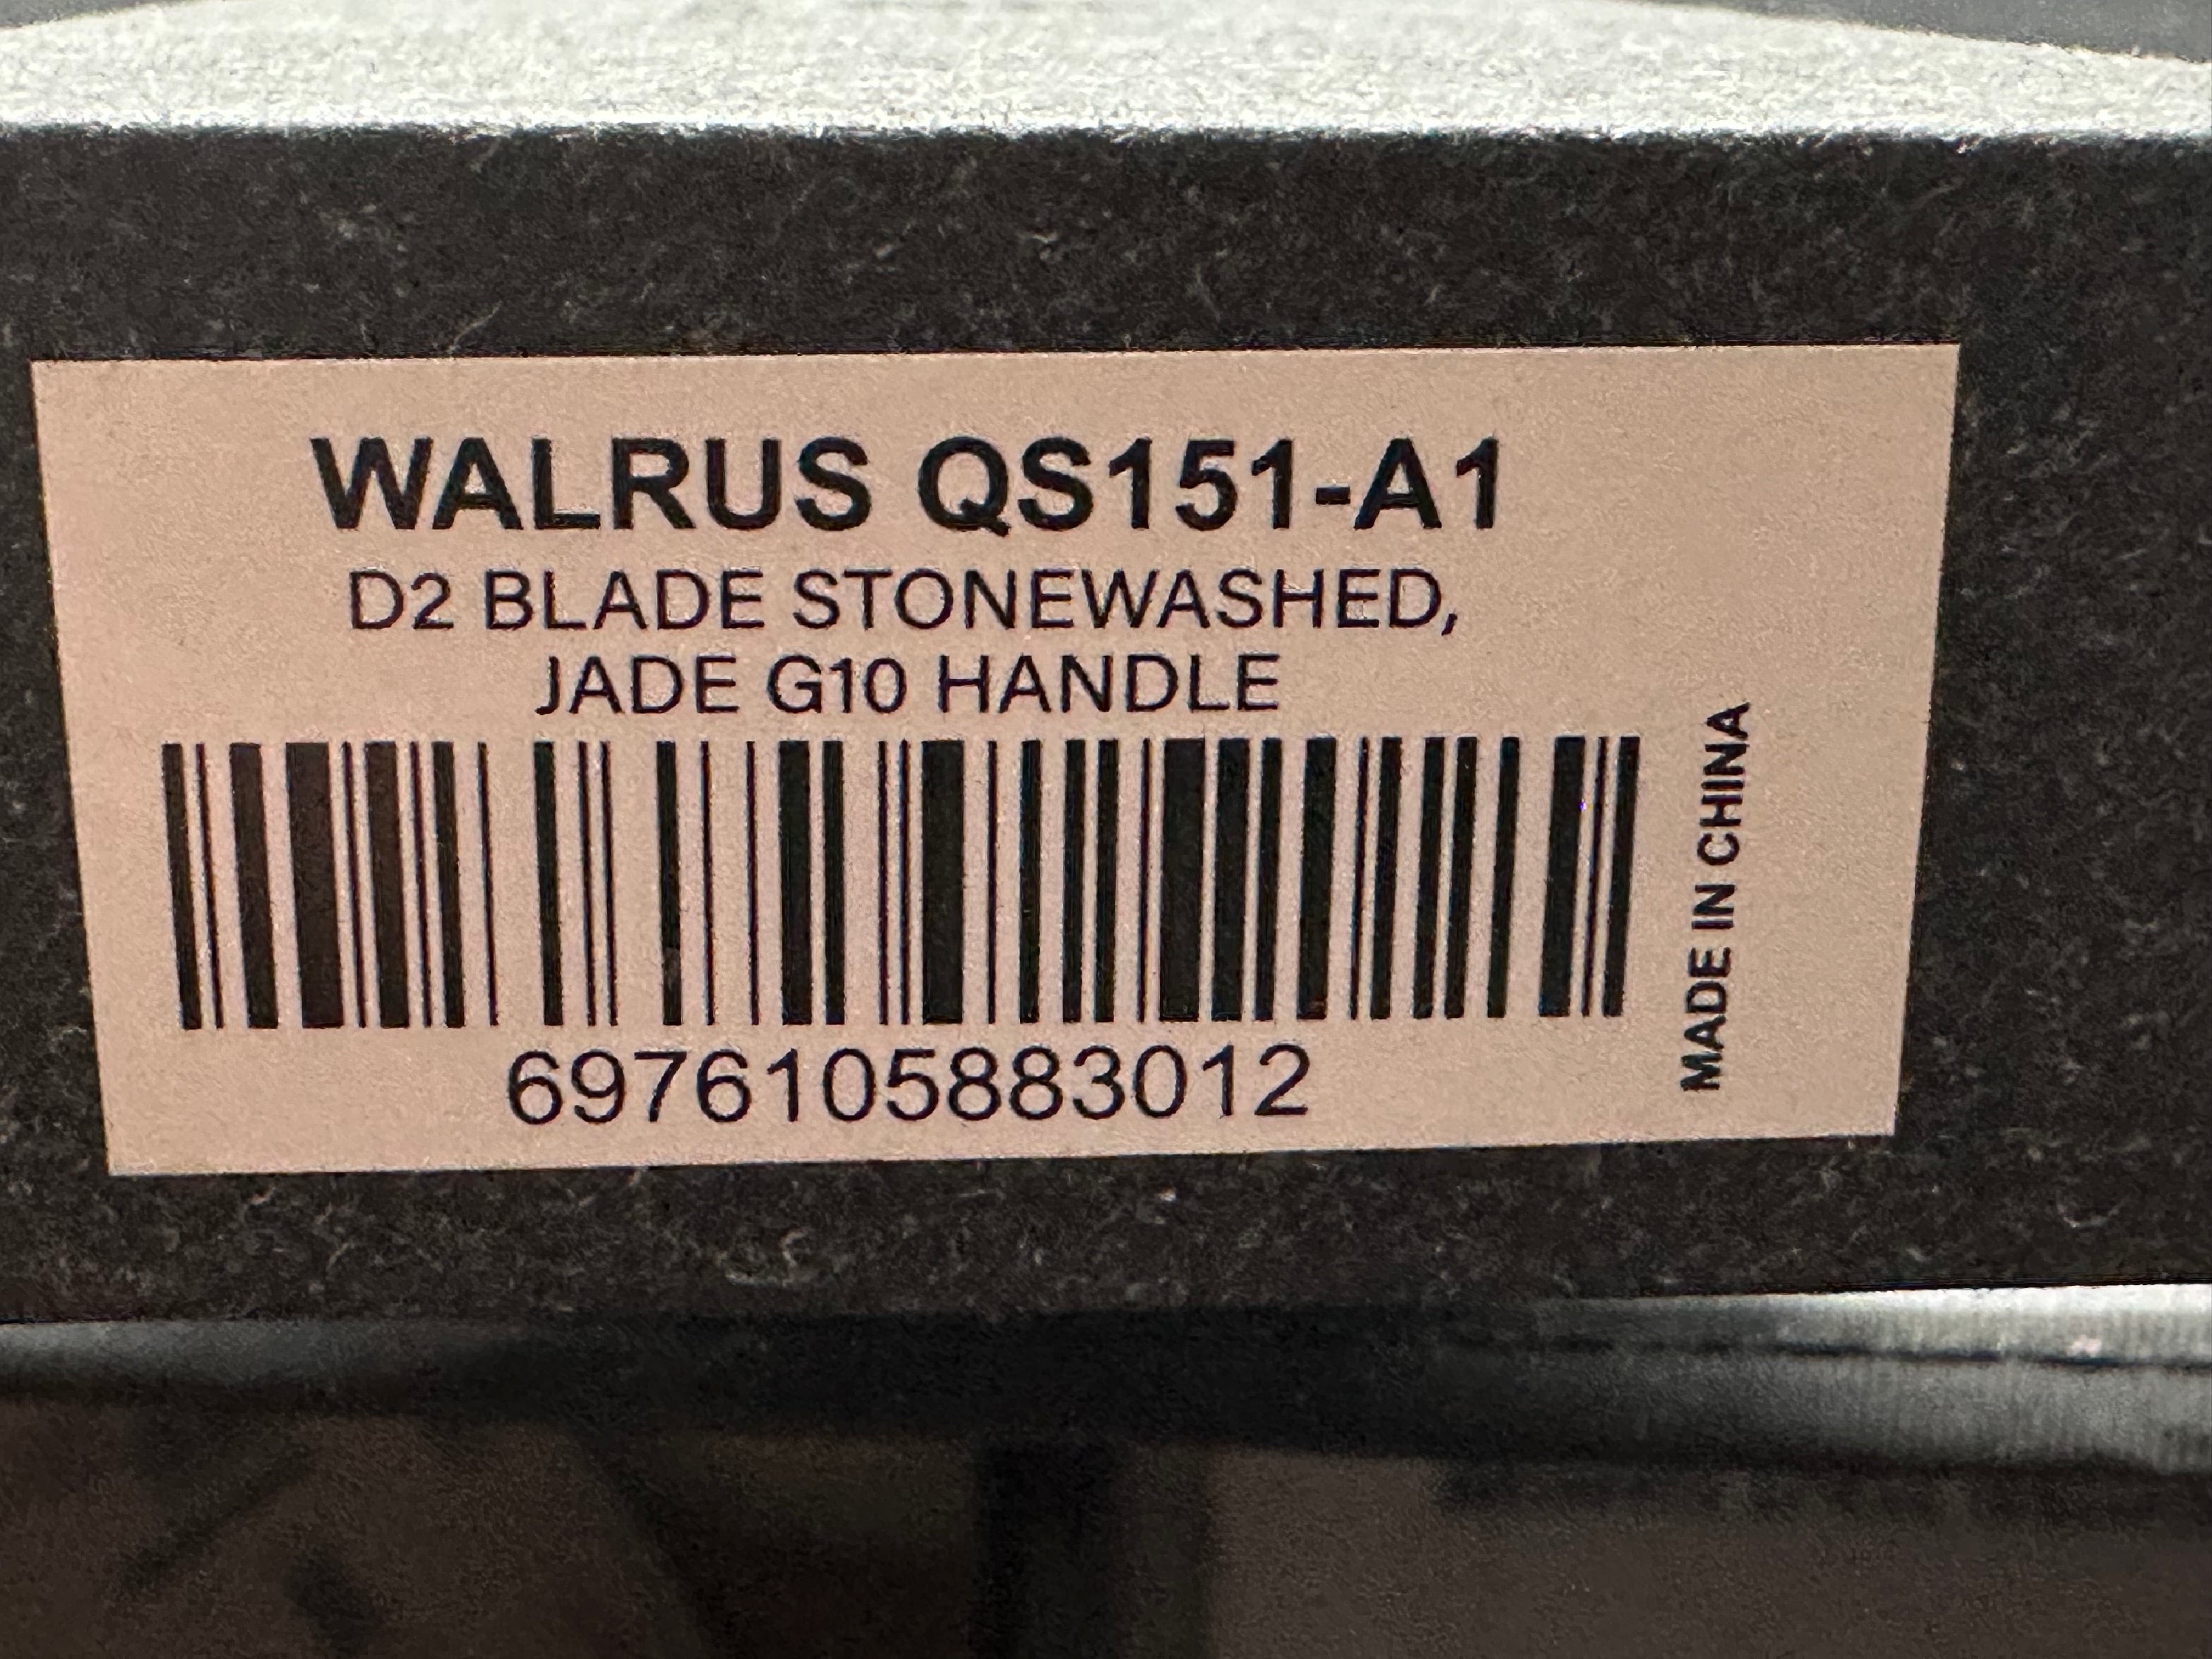 WALRUS QS151-A1
D2 BLADE STONEWASHED,
JADE G10 HANDLE
6976105883012
MADE IN CHINA